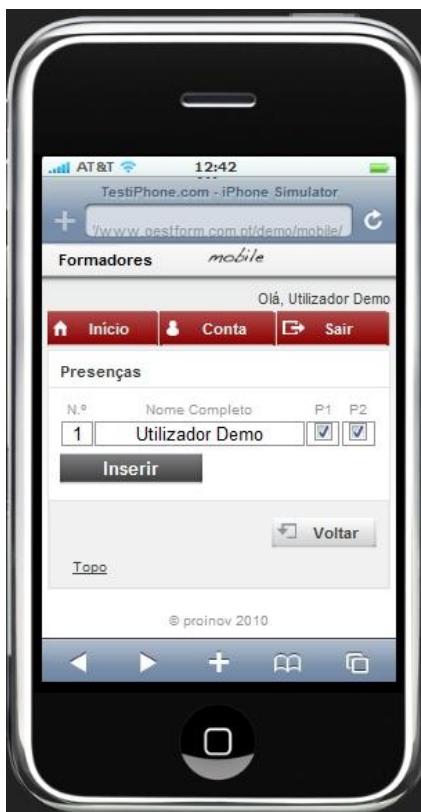 AT&T 12:42
TestiPhone.com - iPhone Simulator
'/www.gestform.com.pt/demo/mobile/
Formadores mobile
Olá, Utilizador Demo
Início Conta Sair
Presenças
N.º Nome Completo P1 P2
1 Utilizador Demo
Inserir
Voltar
Topo
© proinov 2010